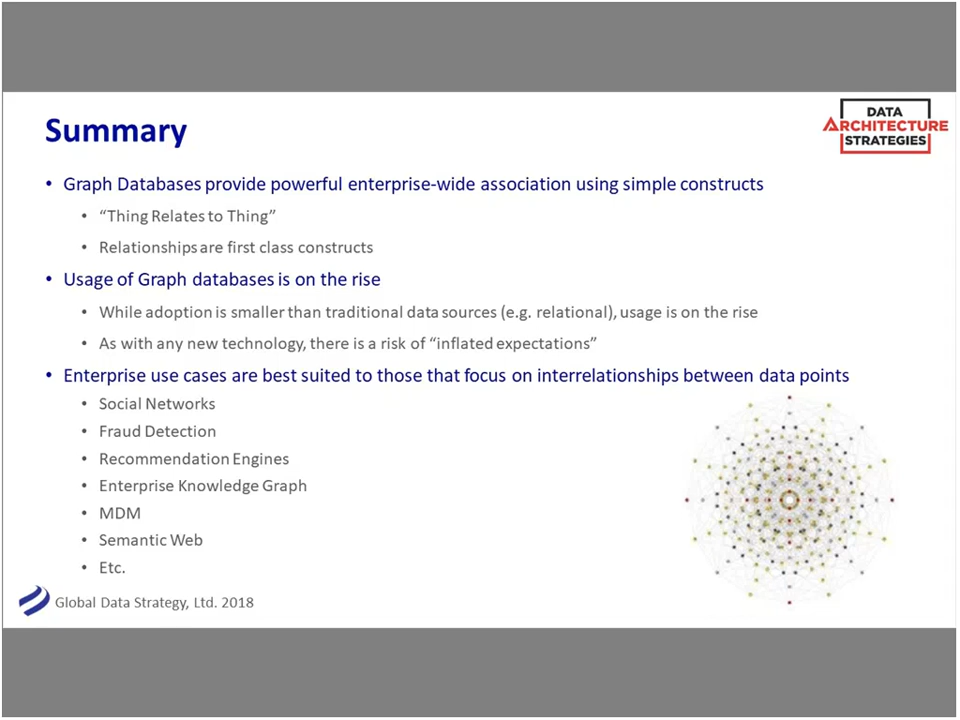 Summary
DATA
ARCHITECTURE
STRATEGIES
• Graph Databases provide powerful enterprise-wide association using simple constructs
• “Thing Relates to Thing”
• Relationships are first class constructs
• Usage of Graph databases is on the rise
• While adoption is smaller than traditional data sources (e.g. relational), usage is on the rise
• As with any new technology, there is a risk of “inflated expectations”
• Enterprise use cases are best suited to those that focus on interrelationships between data points
• Social Networks
• Fraud Detection
• Recommendation Engines
• Enterprise Knowledge Graph
• MDM
• Semantic Web
• Etc.
Global Data Strategy, Ltd. 2018